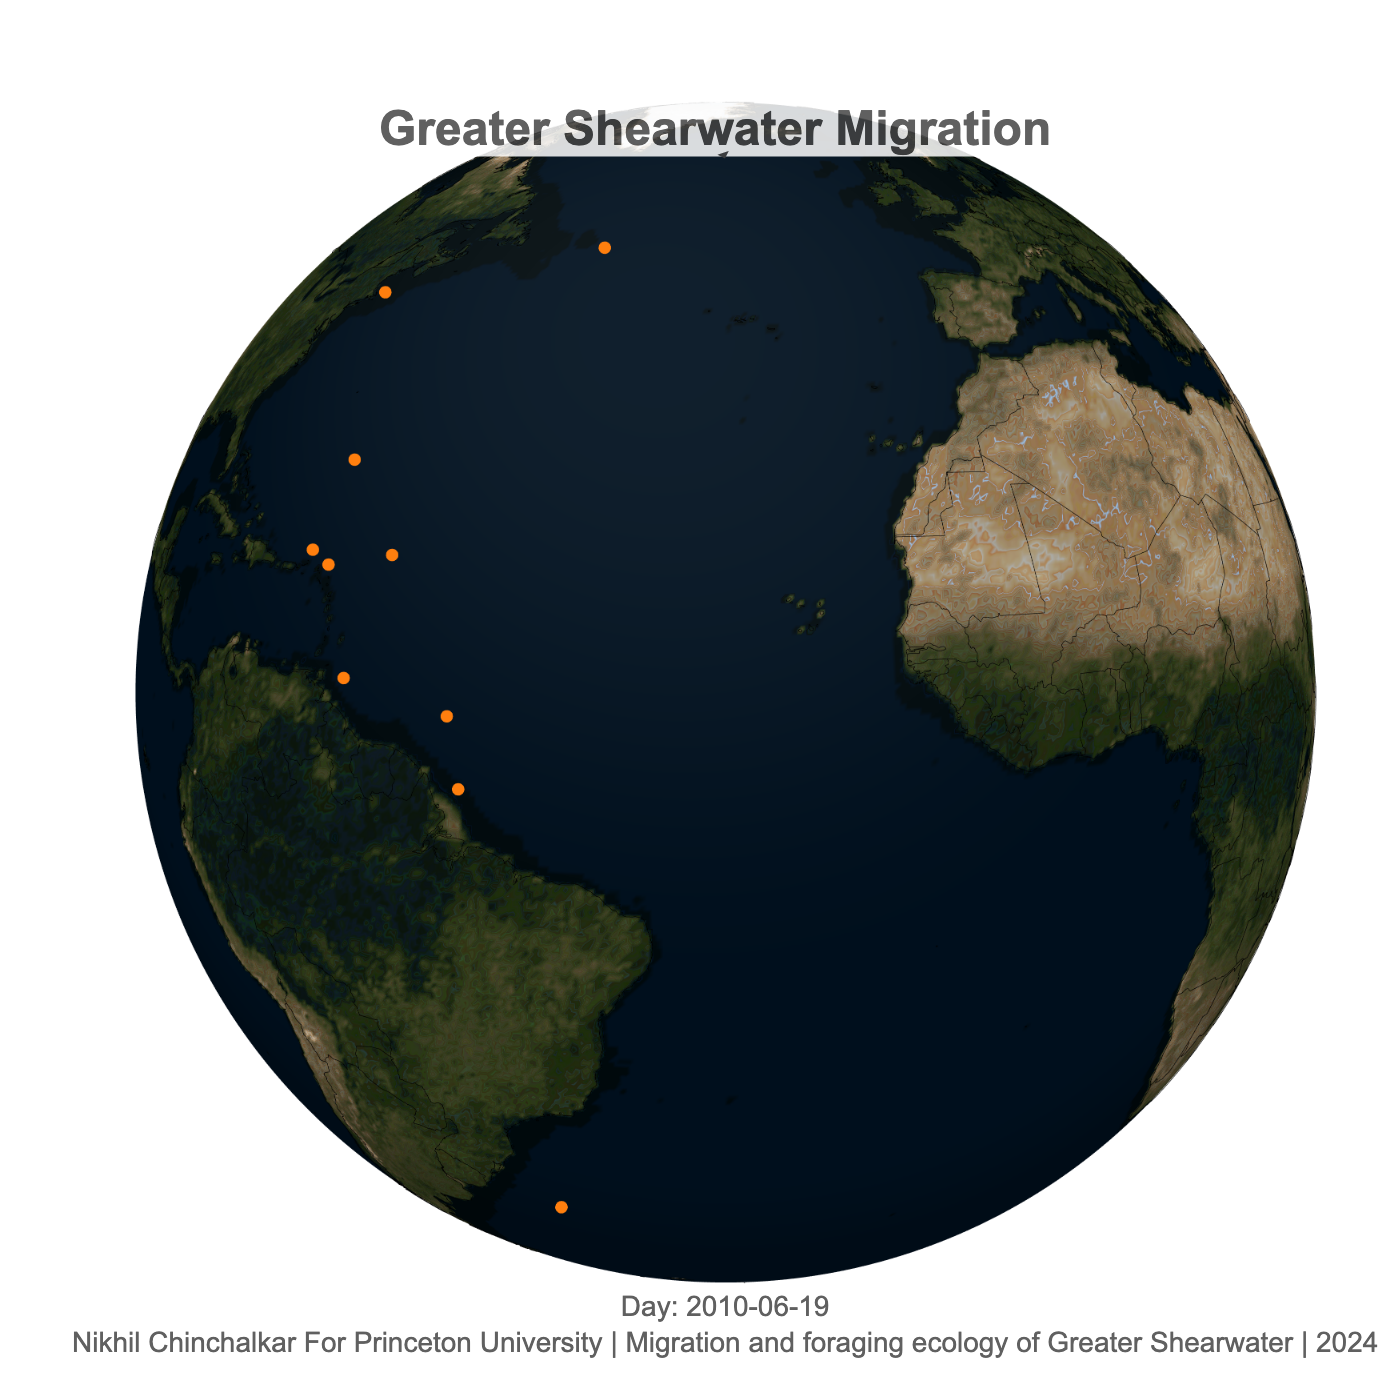 Greater Shearwater Migration
Day: 2010-06-19
Nikhil Chinchalkar For Princeton University | Migration and foraging ecology of Greater Shearwater | 2024